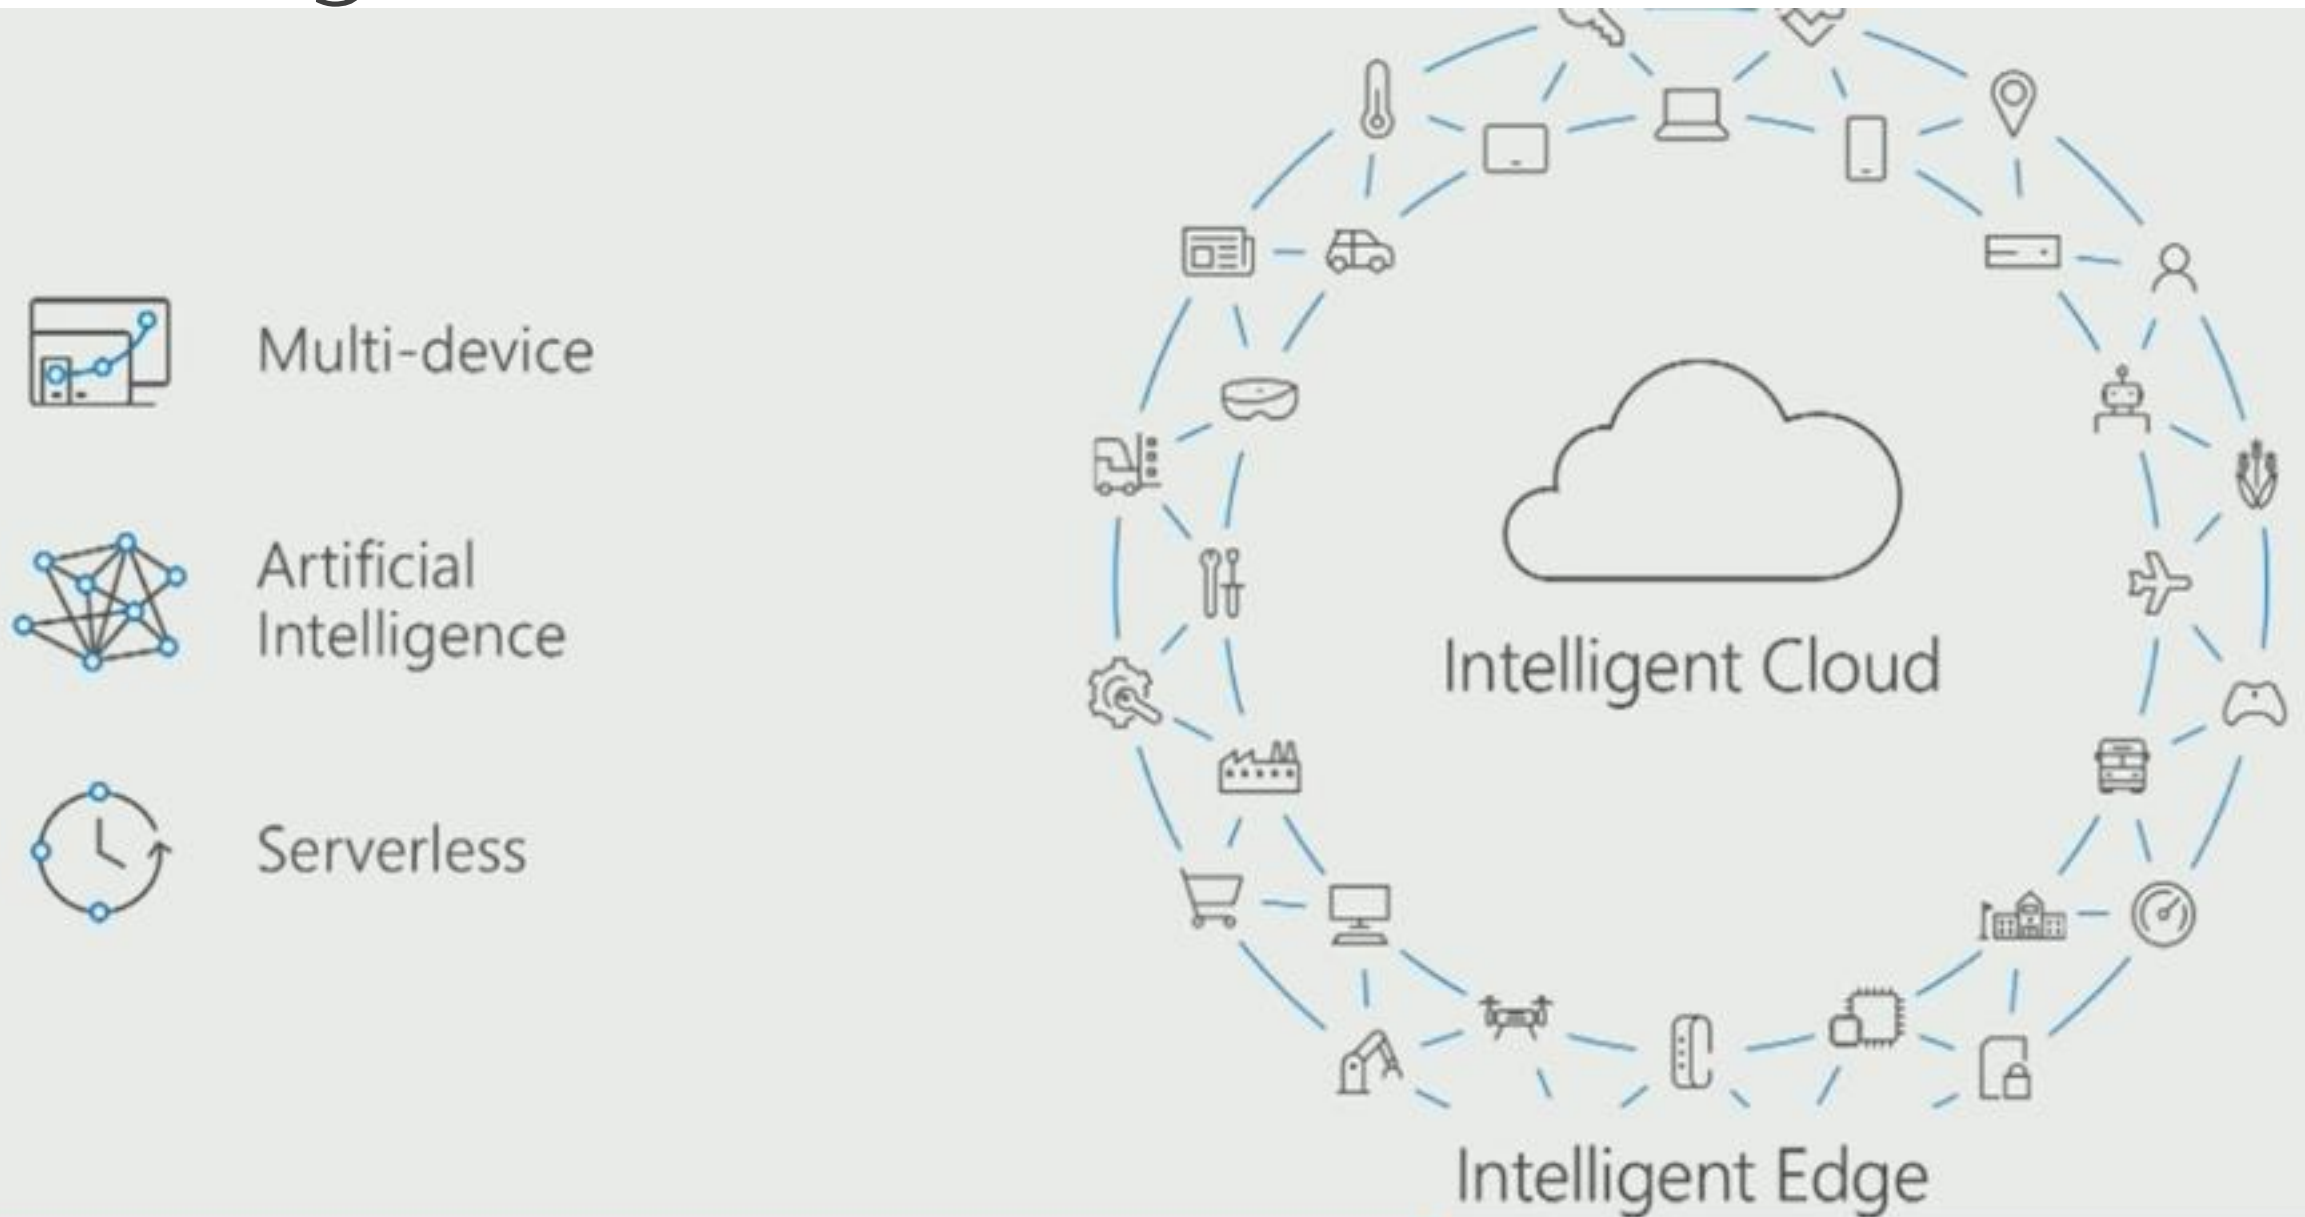 Multi-device
Artificial
Intelligence
Serverless
Intelligent Cloud
Intelligent Edge